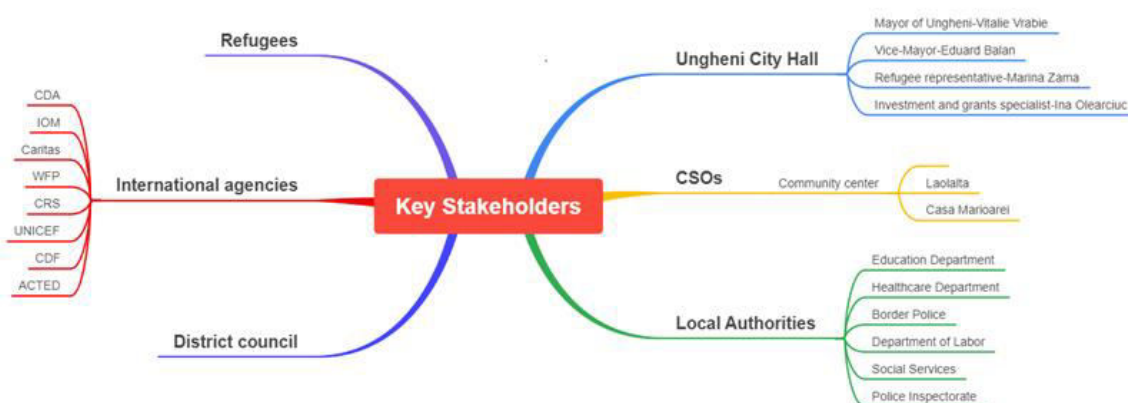 Key Stakeholders
Refugees
International agencies
CDA
IOM
Caritas
WFP
CRS
UNICEF
CDF
ACTED
District council
Ungheni City Hall
Mayor of Ungheni-Vitalie Vrabie
Vice-Mayor-Eduard Balan
Refugee representative-Marina Zama
Investment and grants specialist-Ina Olearciuc
CSOs
Community center
Laolalta
Casa Marioarei
Local Authorities
Education Department
Healthcare Department
Border Police
Department of Labor
Social Services
Police Inspectorate